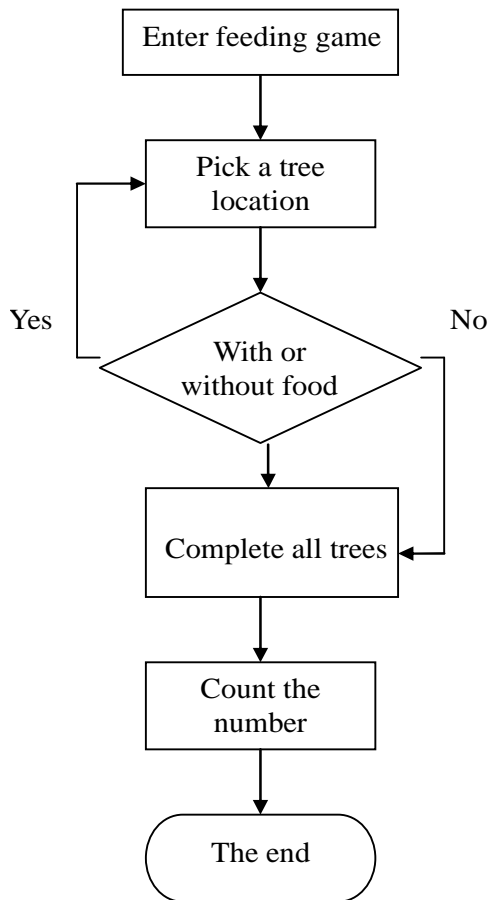 Enter feeding game
Pick a tree
location
Yes
No
With or
without food
Complete all trees
Count the
number
The end